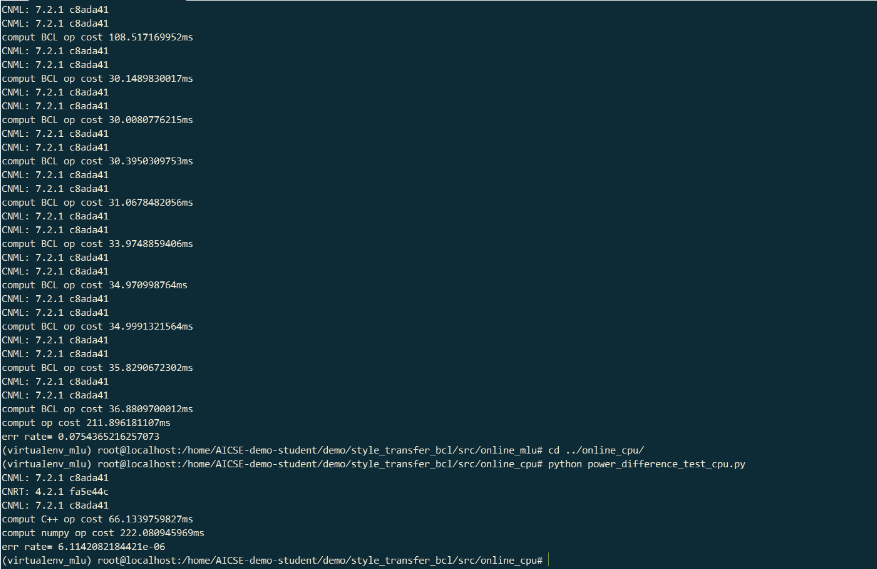 CNML: 7.2.1 c8ada41
CNML: 7.2.1 c8ada41
comput BCL op cost 108.517169952ms
CNML: 7.2.1 c8ada41
CNML: 7.2.1 c8ada41
comput BCL op cost 30.1489830017ms
CNML: 7.2.1 c8ada41
CNML: 7.2.1 c8ada41
comput BCL op cost 30.0080776215ms
CNML: 7.2.1 c8ada41
CNML: 7.2.1 c8ada41
comput BCL op cost 30.3950309753ms
CNML: 7.2.1 c8ada41
CNML: 7.2.1 c8ada41
comput BCL op cost 31.0678482056ms
CNML: 7.2.1 c8ada41
CNML: 7.2.1 c8ada41
comput BCL op cost 33.9748859406ms
CNML: 7.2.1 c8ada41
CNML: 7.2.1 c8ada41
comput BCL op cost 34.970998764ms
CNML: 7.2.1 c8ada41
CNML: 7.2.1 c8ada41
comput BCL op cost 34.9991321564ms
CNML: 7.2.1 c8ada41
CNML: 7.2.1 c8ada41
comput BCL op cost 35.8290672302ms
CNML: 7.2.1 c8ada41
CNML: 7.2.1 c8ada41
comput BCL op cost 36.8809700012ms
comput op cost 211.896181107ms
err rate= 0.0754365216257073
(virtualenv_mlu) root@localhost:/home/AICSE-demo-student/demo/style_transfer_bcl/src/online_mlu# cd ../online_cpu/
(virtualenv_mlu) root@localhost:/home/AICSE-demo-student/demo/style_transfer_bcl/src/online_cpu# python power_difference_test_cpu.py
CNML: 7.2.1 c8ada41
CNRT: 4.2.1 fa5e44c
CNML: 7.2.1 c8ada41
comput C++ op cost 66.1339759827ms
comput numpy op cost 222.080945969ms
err rate= 6.1142082184421e-06
(virtualenv_mlu) root@localhost:/home/AICSE-demo-student/demo/style_transfer_bcl/src/online_cpu#